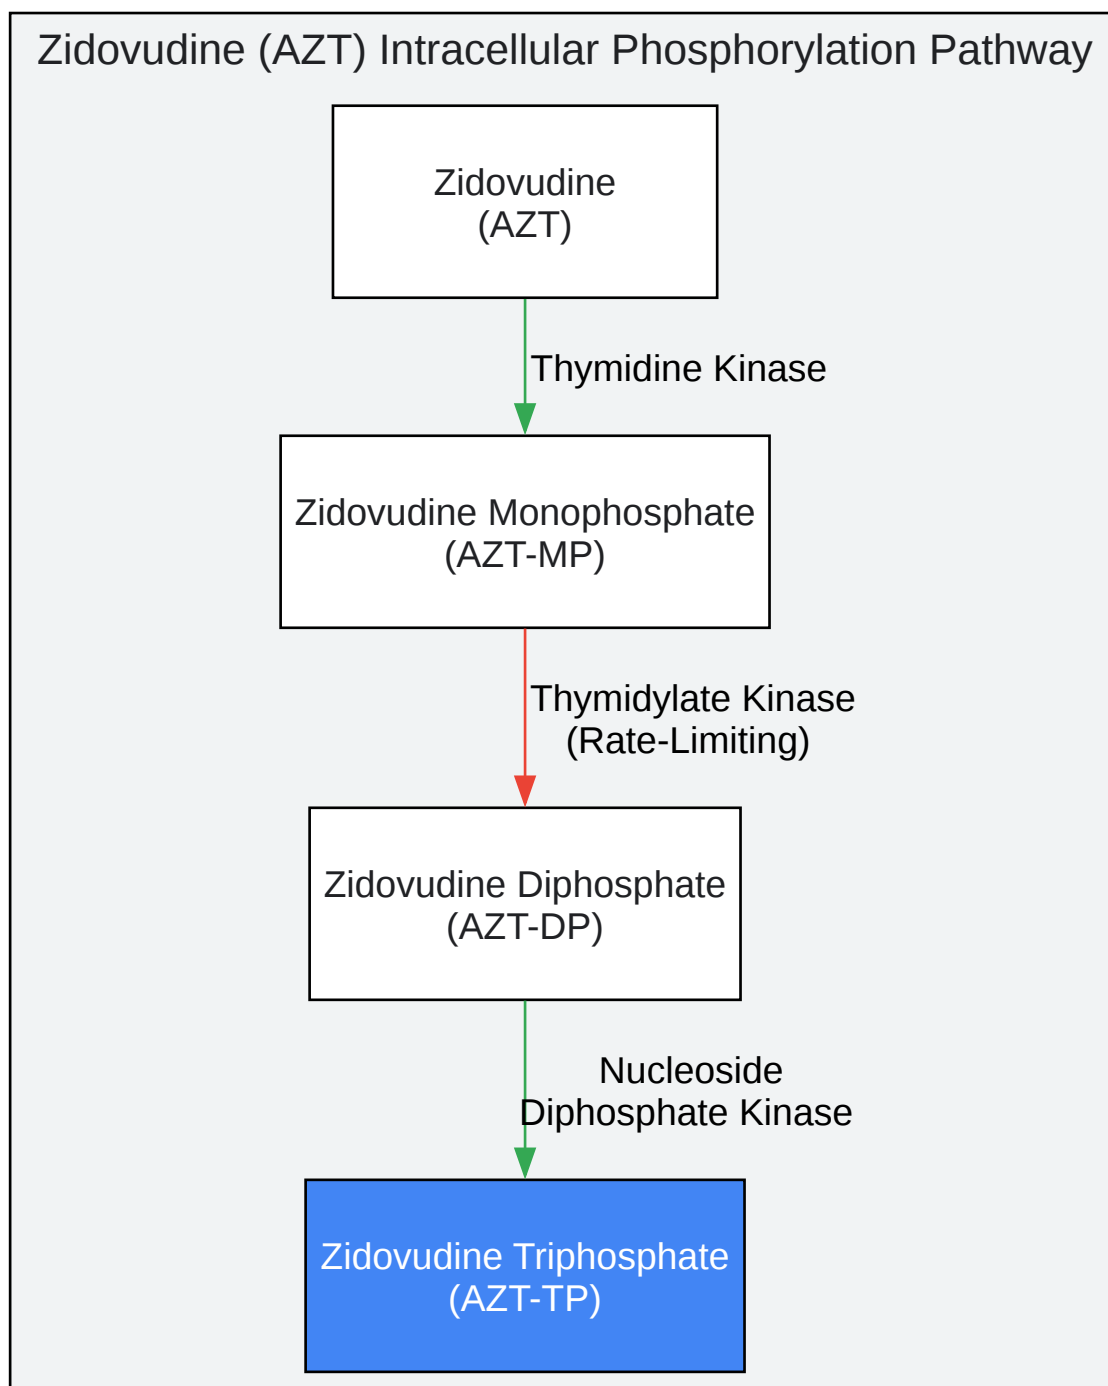 Zidovudine (AZT) Intracellular Phosphorylation Pathway
Zidovudine
(AZT)
Thymidine Kinase
Zidovudine Monophosphate
(AZT-MP)
Thymidylate Kinase
(Rate-Limiting)
Zidovudine Diphosphate
(AZT-DP)
Nucleoside
Diphosphate Kinase
Zidovudine Triphosphate
(AZT-TP)